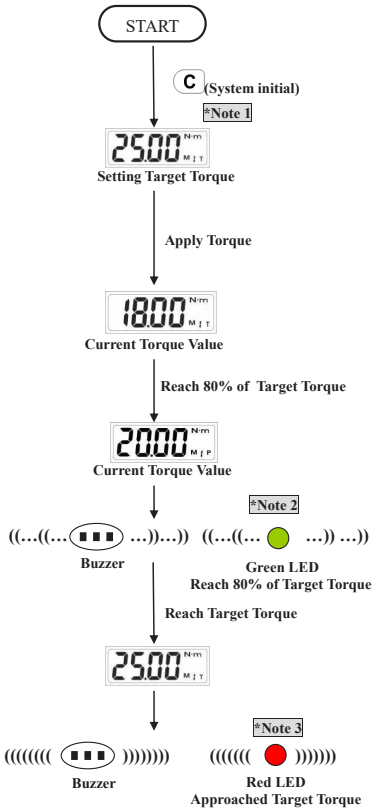 START
C (System initial)
*Note 1
25.00 N·m M↕T
Setting Target Torque
Apply Torque
18.00 N·m M↕T
Current Torque Value
Reach 80% of Target Torque
20.00 N·m M↕P
Current Torque Value
*Note 2
((…((… …))…)) ((…((… …)) …))
Buzzer
Green LED
Reach 80% of Target Torque
Reach Target Torque
25.00 N·m M↕T
*Note 3
(((((((( )))))))) ((((((( )))))))
Buzzer
Red LED
Approached Target Torque